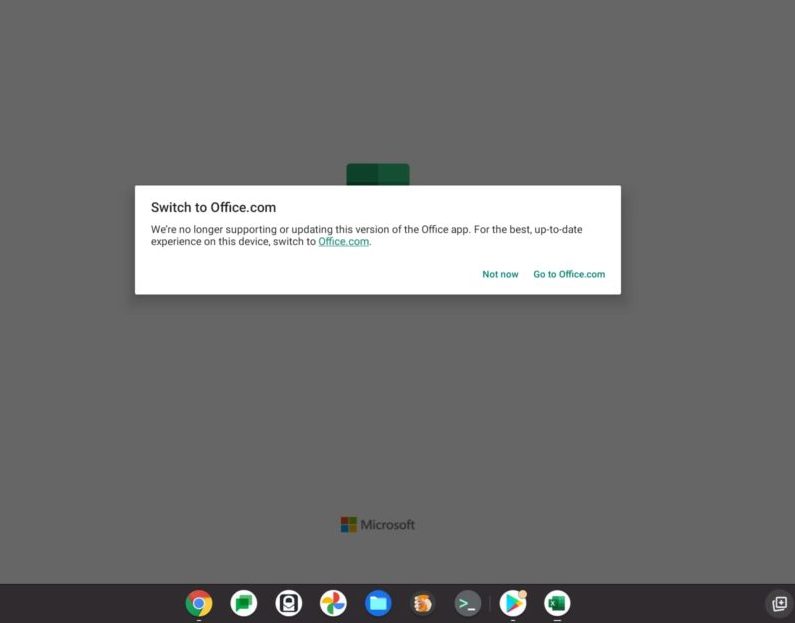 Switch to Office.com
We're no longer supporting or updating this version of the Office app. For the best, up-to-date
experience on this device, switch to Office.com.
Not now Go to Office.com
Microsoft